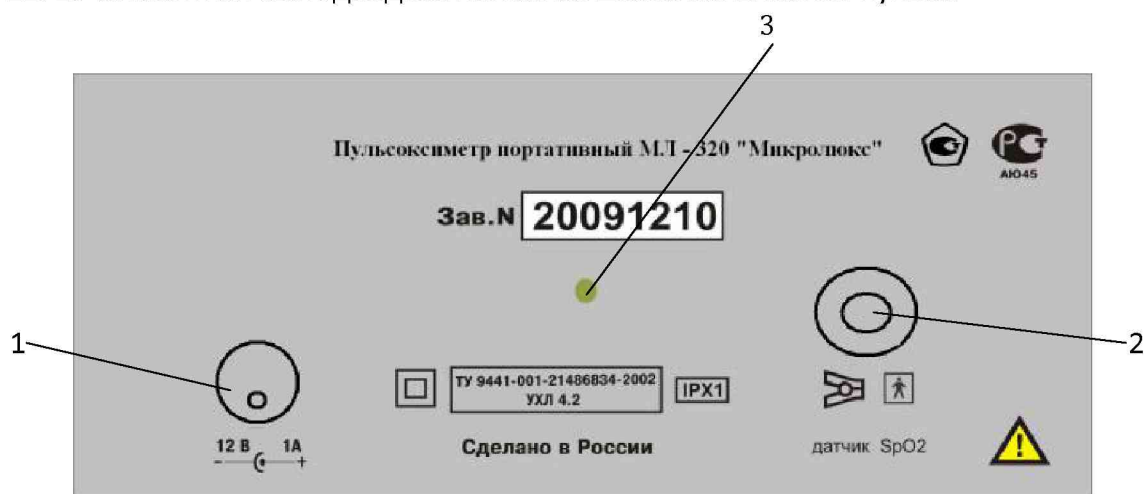 3
Пульсоксиметр портативный МЛ - 320 "Микролюкс"
АЮ45
Зав.N 20091210
1
2
ТУ 9441-001-21486834-2002
УХЛ 4.2
IPX1
12 В 1А
- +
Сделано в России
датчик SpO2